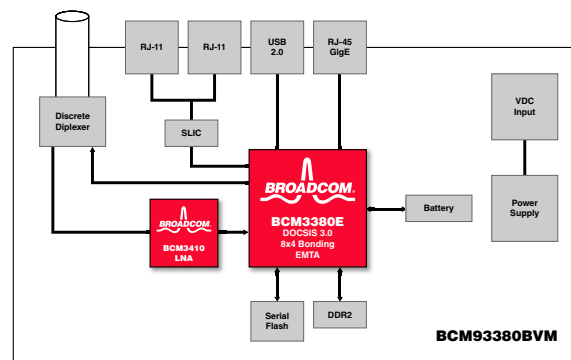 RJ-11
RJ-11
USB
2.0
RJ-45
GigE
Discrete
Diplexer
SLIC
VDC
Input
BROADCOM®
BCM3380E
DOCSIS 3.0
8x4 Bonding
EMTA
BROADCOM®
BCM3410
LNA
Battery
Power
Supply
Serial
Flash
DDR2
BCM93380BVM